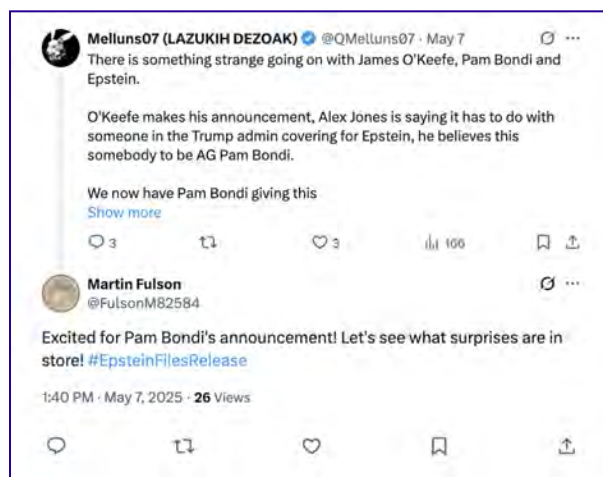 Melluns07 (LAZUKIH DEZOAK) @QMelluns07 · May 7
There is something strange going on with James O'Keefe, Pam Bondi and
Epstein.
O'Keefe makes his announcement, Alex Jones is saying it has to do with
someone in the Trump admin covering for Epstein, he believes this
somebody to be AG Pam Bondi.
We now have Pam Bondi giving this
Show more
3 3 166
Martin Fulson
@FulsonM82584
Excited for Pam Bondi's announcement! Let's see what surprises are in
store! #EpsteinFilesRelease
1:40 PM · May 7, 2025 · 26 Views